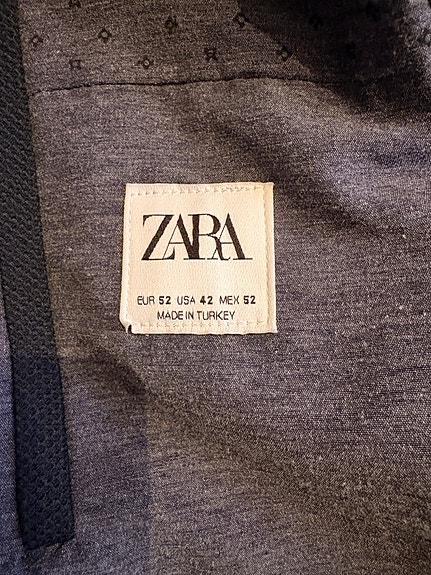 ZARA
EUR 52 USA 42 MEX 52
MADE IN TURKEY